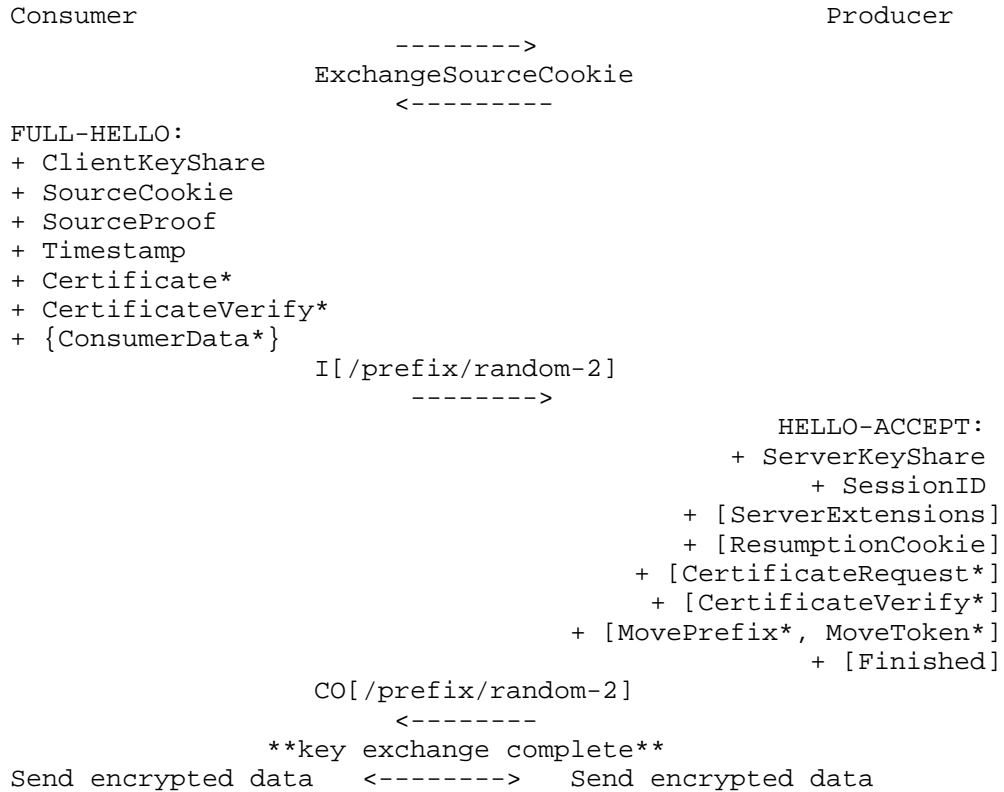 Consumer Producer
-------->
ExchangeSourceCookie
<---------
FULL-HELLO:
+ ClientKeyShare
+ SourceCookie
+ SourceProof
+ Timestamp
+ Certificate*
+ CertificateVerify*
+ {ConsumerData*}
I[/prefix/random-2]
-------->
HELLO-ACCEPT:
+ ServerKeyShare
+ SessionID
+ [ServerExtensions]
+ [ResumptionCookie]
+ [CertificateRequest*]
+ [CertificateVerify*]
+ [MovePrefix*, MoveToken*]
+ [Finished]
CO[/prefix/random-2]
<--------
**key exchange complete**
Send encrypted data <--------> Send encrypted data